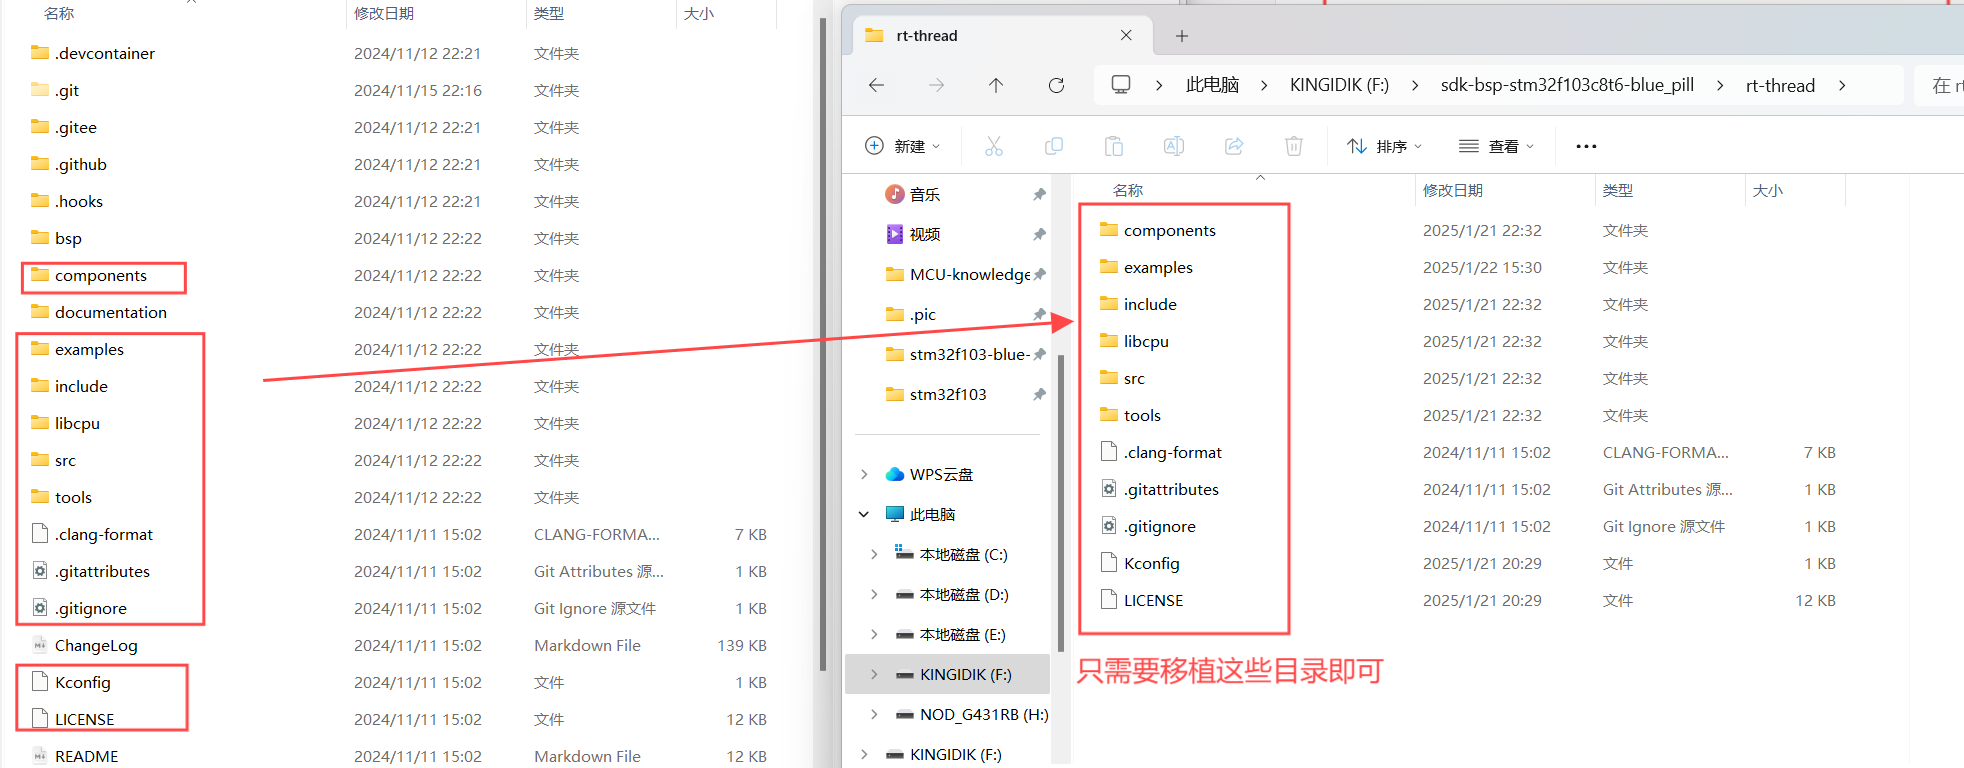 名称 修改日期 类型 大小
.devcontainer 2024/11/12 22:21 文件夹
.git 2024/11/15 22:16 文件夹
.gitee 2024/11/12 22:21 文件夹
.github 2024/11/12 22:21 文件夹
.hooks 2024/11/12 22:21 文件夹
bsp 2024/11/12 22:22 文件夹
components 2024/11/12 22:22 文件夹
documentation 2024/11/12 22:22 文件夹
examples 2024/11/12 22:22 文件夹
include 2024/11/12 22:22 文件夹
libcpu 2024/11/12 22:22 文件夹
src 2024/11/12 22:22 文件夹
tools 2024/11/12 22:22 文件夹
.clang-format 2024/11/11 15:02 CLANG-FORMA... 7 KB
.gitattributes 2024/11/11 15:02 Git Attributes 源... 1 KB
.gitignore 2024/11/11 15:02 Git Ignore 源文件 1 KB
ChangeLog 2024/11/11 15:02 Markdown File 139 KB
Kconfig 2024/11/11 15:02 文件 1 KB
LICENSE 2024/11/11 15:02 文件 12 KB
README 2024/11/11 15:02 Markdown File 12 KB
rt-thread
此电脑 KINGIDIK (F:) sdk-bsp-stm32f103c8t6-blue_pill rt-thread 在
新建 排序 查看
音乐
视频
MCU-knowledge
.pic
stm32f103-blue-
stm32f103
WPS云盘
此电脑
本地磁盘 (C:)
本地磁盘 (D:)
本地磁盘 (E:)
KINGIDIK (F:)
NOD_G431RB (H:)
KINGIDIK (F:)
名称 修改日期 类型 大小
components 2025/1/21 22:32 文件夹
examples 2025/1/22 15:30 文件夹
include 2025/1/21 22:32 文件夹
libcpu 2025/1/21 22:32 文件夹
src 2025/1/21 22:32 文件夹
tools 2025/1/21 22:32 文件夹
.clang-format 2024/11/11 15:02 CLANG-FORMA... 7 KB
.gitattributes 2024/11/11 15:02 Git Attributes 源... 1 KB
.gitignore 2024/11/11 15:02 Git Ignore 源文件 1 KB
Kconfig 2025/1/21 20:29 文件 1 KB
LICENSE 2025/1/21 20:29 文件 12 KB
只需要移植这些目录即可